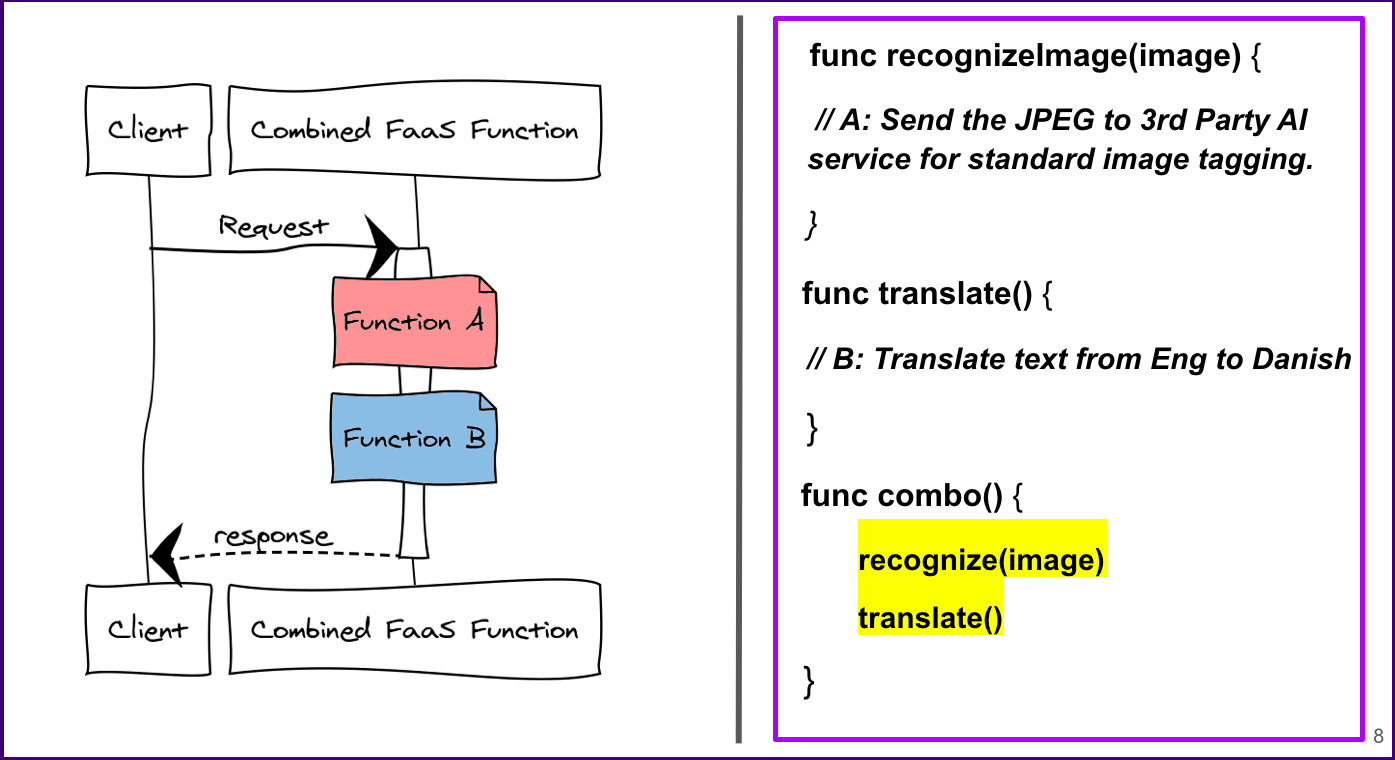 Client
Combined FaaS Function
Request
Function A
Function B
response
Client
Combined FaaS Function
func recognizeImage(image) {
// A: Send the JPEG to 3rd Party AI
service for standard image tagging.
}
func translate() {
// B: Translate text from Eng to Danish
}
func combo() {
recognize(image)
translate()
}
8